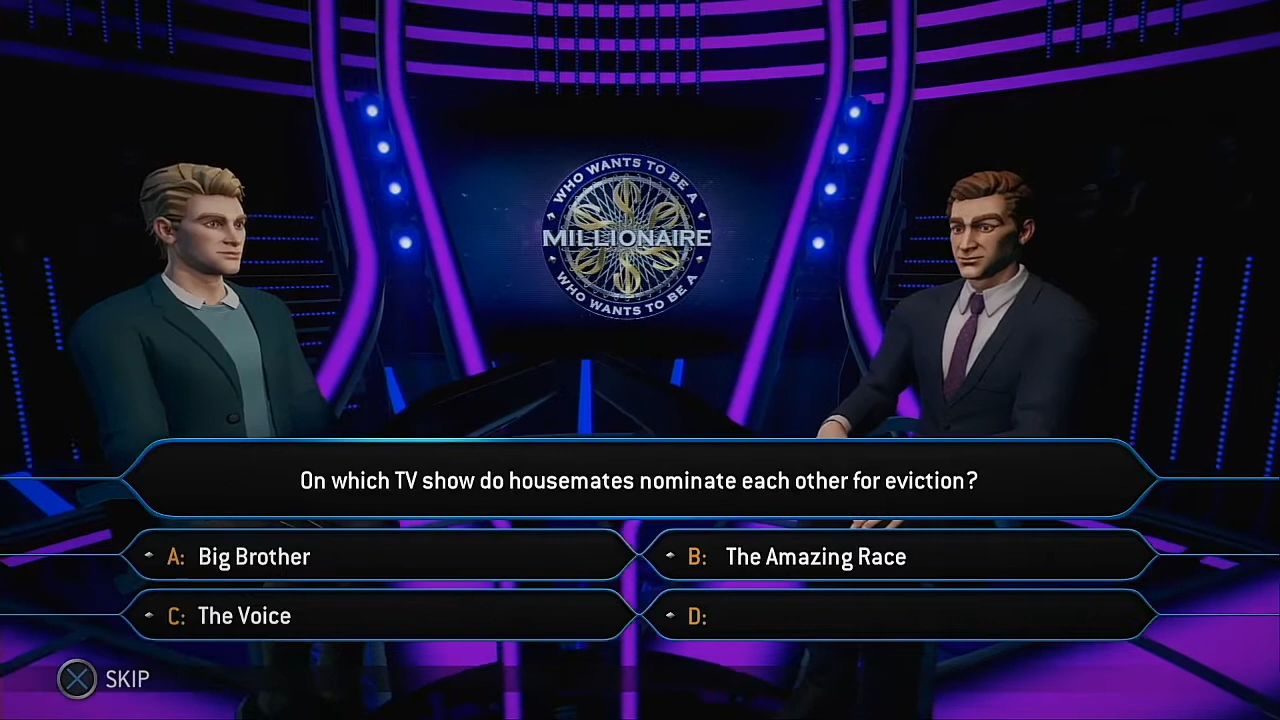 WHO WANTS TO BE A
MILLIONAIRE
WHO WANTS TO BE A
On which TV show do housemates nominate each other for eviction?
A: Big Brother
B: The Amazing Race
C: The Voice
D:
SKIP